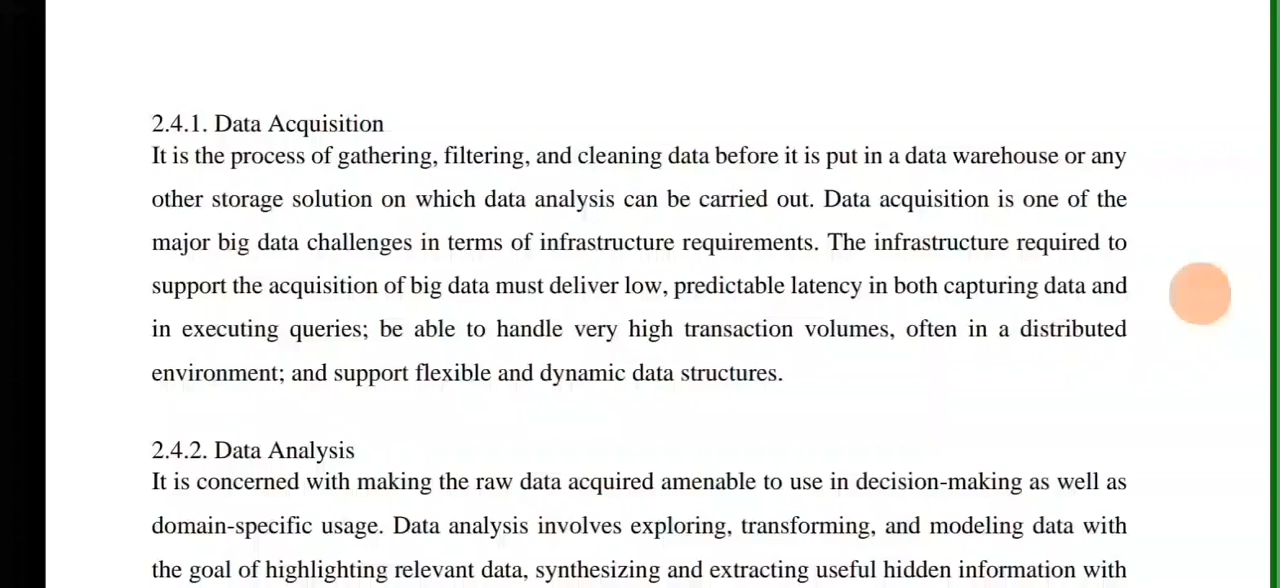 2.4.1. Data Acquisition
It is the process of gathering, filtering, and cleaning data before it is put in a data warehouse or any
other storage solution on which data analysis can be carried out. Data acquisition is one of the
major big data challenges in terms of infrastructure requirements. The infrastructure required to
support the acquisition of big data must deliver low, predictable latency in both capturing data and
in executing queries; be able to handle very high transaction volumes, often in a distributed
environment; and support flexible and dynamic data structures.
2.4.2. Data Analysis
It is concerned with making the raw data acquired amenable to use in decision-making as well as
domain-specific usage. Data analysis involves exploring, transforming, and modeling data with
the goal of highlighting relevant data, synthesizing and extracting useful hidden information with